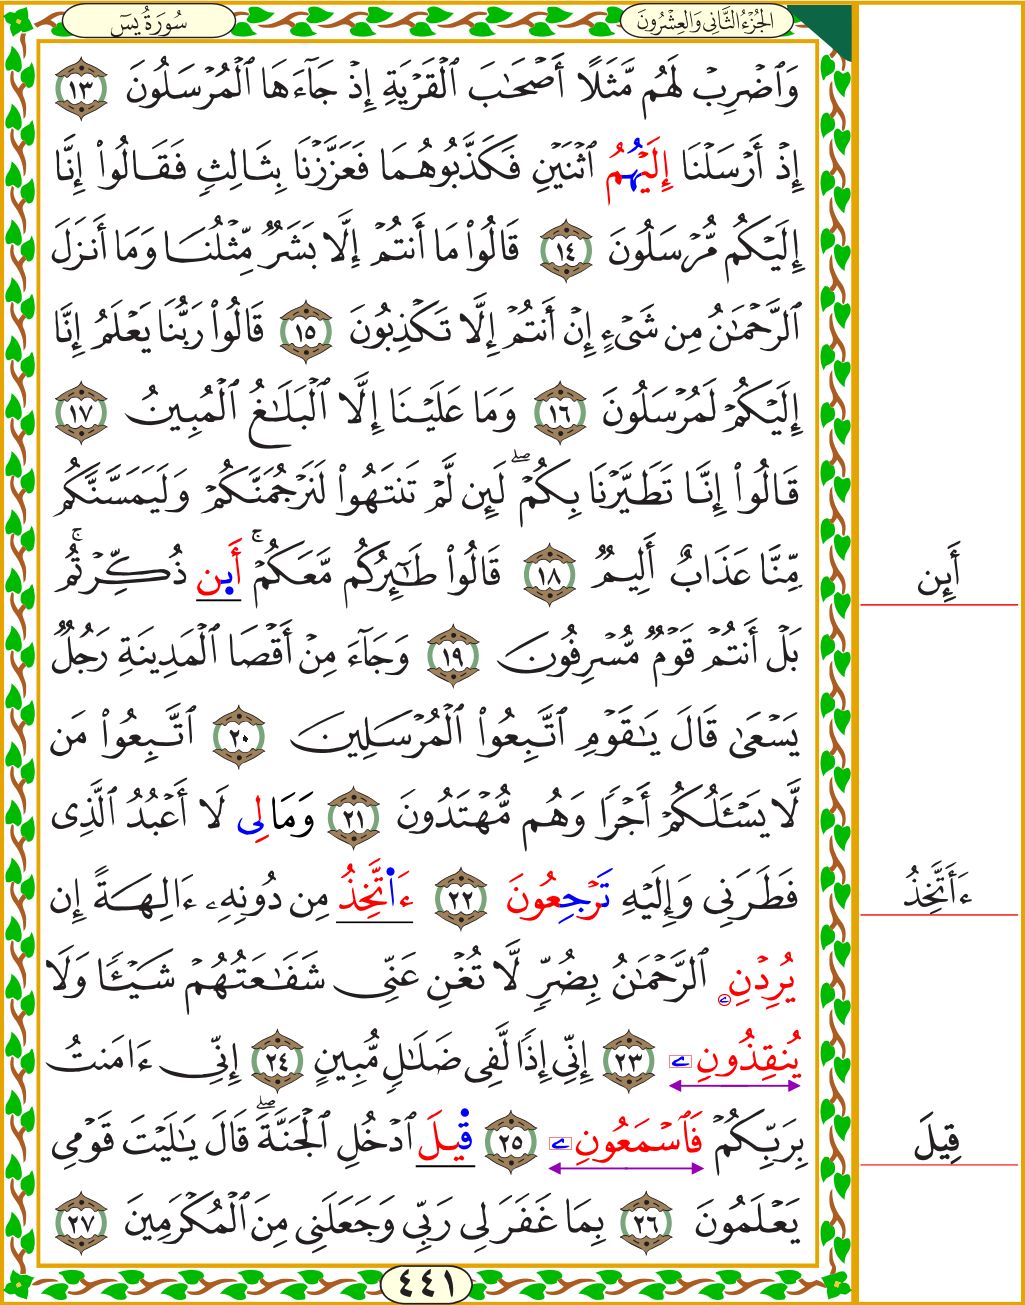 سُورَةُ يسٓ
الجُزْءُ الثَّانِي وَالعِشْرُونَ
وَٱضْرِبْ لَهُم مَّثَلًا أَصْحَٰبَ ٱلْقَرْيَةِ إِذْ جَآءَهَا ٱلْمُرْسَلُونَ ١٣
إِذْ أَرْسَلْنَا إِلَيْهُمُ ٱثْنَيْنِ فَكَذَّبُوهُمَا فَعَزَّزْنَا بِثَالِثٍ فَقَالُوا۟ إِنَّا
إِلَيْكُم مُّرْسَلُونَ ١٤ قَالُوا۟ مَا أَنتُمْ إِلَّا بَشَرٌ مِّثْلُنَا وَمَا أَنزَلَ
ٱلرَّحْمَٰنُ مِن شَىْءٍ إِنْ أَنتُمْ إِلَّا تَكْذِبُونَ ١٥ قَالُوا۟ رَبُّنَا يَعْلَمُ إِنَّا
إِلَيْكُمْ لَمُرْسَلُونَ ١٦ وَمَا عَلَيْنَا إِلَّا ٱلْبَلَٰغُ ٱلْمُبِينُ ١٧
قَالُوا۟ إِنَّا تَطَيَّرْنَا بِكُمْ ۖ لَئِن لَّمْ تَنتَهُوا۟ لَنَرْجُمَنَّكُمْ وَلَيَمَسَّنَّكُم
مِّنَّا عَذَابٌ أَلِيمٌ ١٨ قَالُوا۟ طَٰٓئِرُكُم مَّعَكُمْ ۚ أَىِٕن ذُكِّرْتُم ۚ
أَىِٕن
بَلْ أَنتُمْ قَوْمٌ مُّسْرِفُونَ ١٩ وَجَآءَ مِنْ أَقْصَا ٱلْمَدِينَةِ رَجُلٌ
يَسْعَىٰ قَالَ يَٰقَوْمِ ٱتَّبِعُوا۟ ٱلْمُرْسَلِينَ ٢٠ ٱتَّبِعُوا۟ مَن
لَّا يَسْـَٔلُكُمْ أَجْرًا وَهُم مُّهْتَدُونَ ٢١ وَمَا لِى لَا أَعْبُدُ ٱلَّذِى
فَطَرَنِى وَإِلَيْهِ تَرْجِعُونَ ٢٢ ءَا۬تَّخِذُ مِن دُونِهِۦ ءَالِهَةً إِن
ءَأَتَّخِذُ
يُرِدْنِۦ ٱلرَّحْمَٰنُ بِضُرٍّ لَّا تُغْنِ عَنِّى شَفَٰعَتُهُمْ شَيْـًٔا وَلَا
يُنقِذُونِۦ ٢٣ إِنِّى إِذًا لَّفِى ضَلَٰلٍ مُّبِينٍ ٢٤ إِنِّى ءَامَنتُ
بِرَبِّكُمْ فَٱسْمَعُونِۦ ٢٥ قِيلَ ٱدْخُلِ ٱلْجَنَّةَ ۖ قَالَ يَٰلَيْتَ قَوْمِى
قِيلَ
يَعْلَمُونَ ٢٦ بِمَا غَفَرَ لِى رَبِّى وَجَعَلَنِى مِنَ ٱلْمُكْرَمِينَ ٢٧
٤٤١